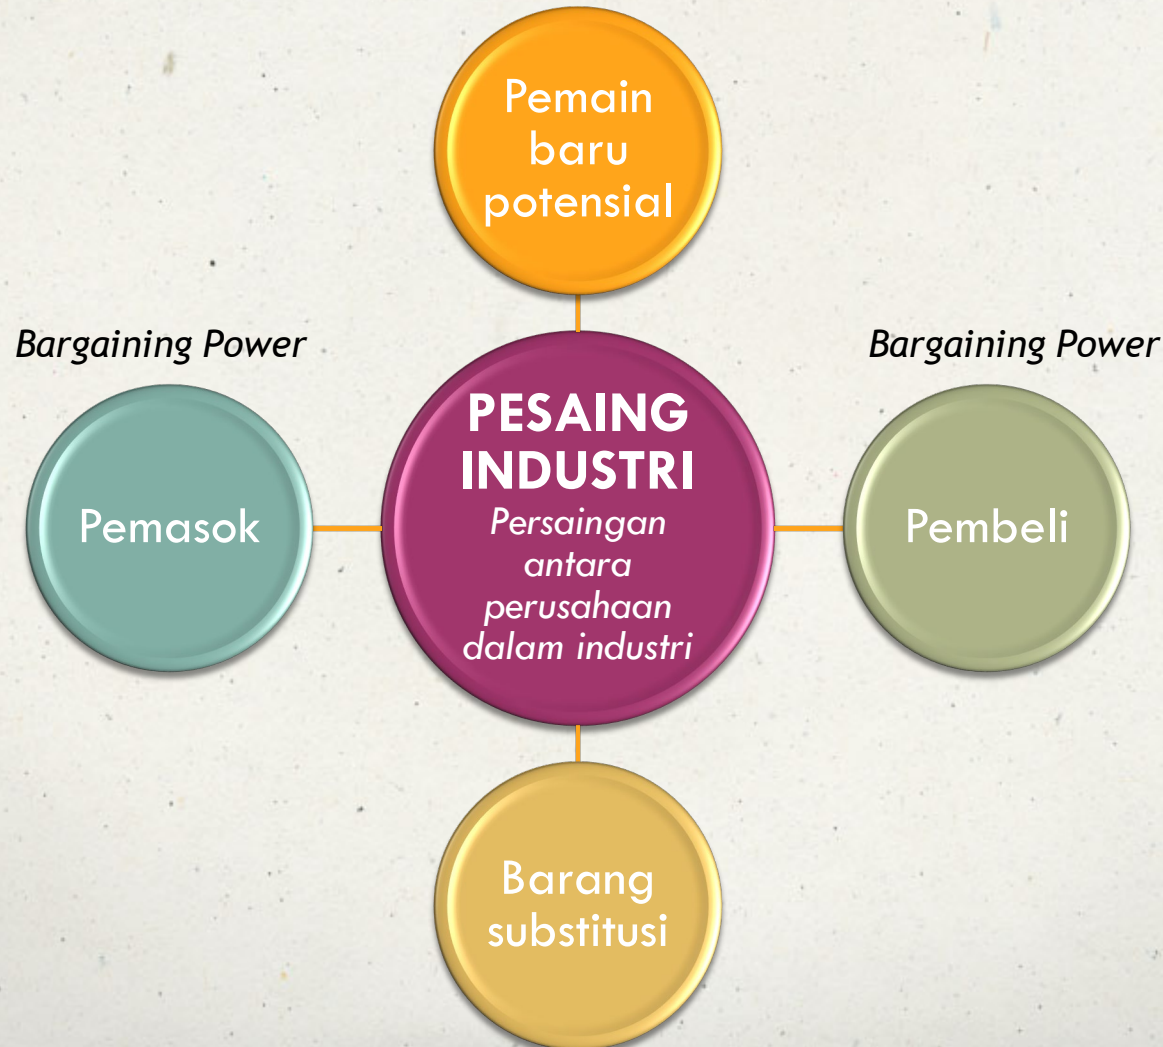 Pemain
baru
potensial
Bargaining Power
Bargaining Power
Pemasok
PESAING
INDUSTRI
Persaingan
antara
perusahaan
dalam industri
Pembeli
Barang
substitusi